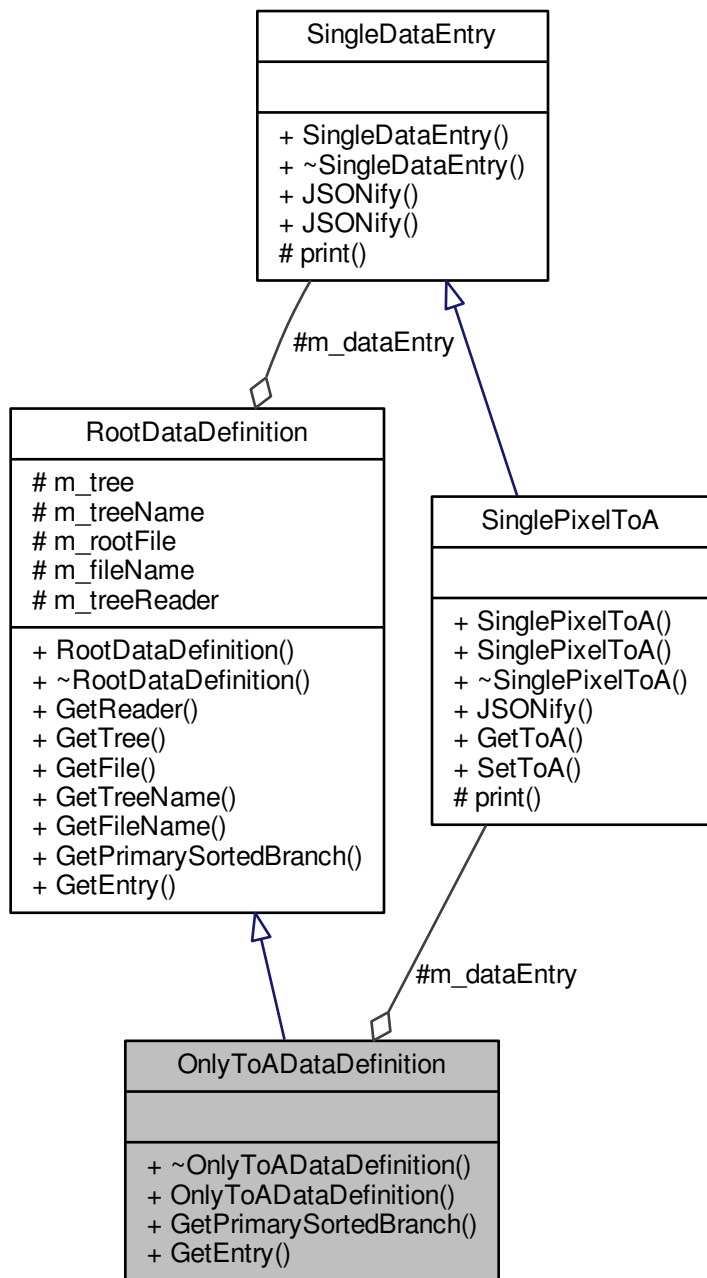 SingleDataEntry
+ SingleDataEntry()
+ ~SingleDataEntry()
+ JSONify()
+ JSONify()
# print()
#m_dataEntry
RootDataDefinition
# m_tree
# m_treeName
# m_rootFile
# m_fileName
# m_treeReader
+ RootDataDefinition()
+ ~RootDataDefinition()
+ GetReader()
+ GetTree()
+ GetFile()
+ GetTreeName()
+ GetFileName()
+ GetPrimarySortedBranch()
+ GetEntry()
SinglePixelToA
+ SinglePixelToA()
+ SinglePixelToA()
+ ~SinglePixelToA()
+ JSONify()
+ GetToA()
+ SetToA()
# print()
#m_dataEntry
OnlyToADataDefinition
+ ~OnlyToADataDefinition()
+ OnlyToADataDefinition()
+ GetPrimarySortedBranch()
+ GetEntry()